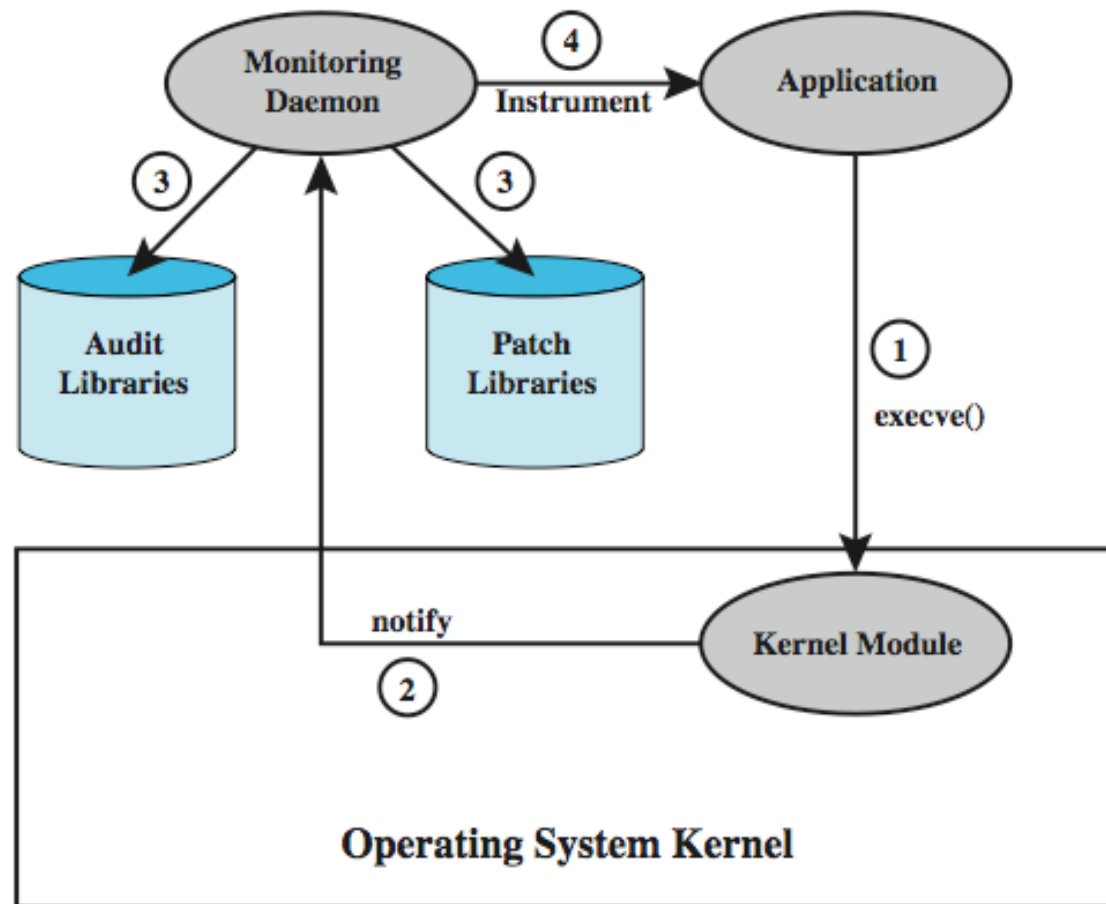 Monitoring
Daemon
4
Instrument
Application
3
3
Audit
Libraries
Patch
Libraries
1
execve()
notify
2
Kernel Module
Operating System Kernel